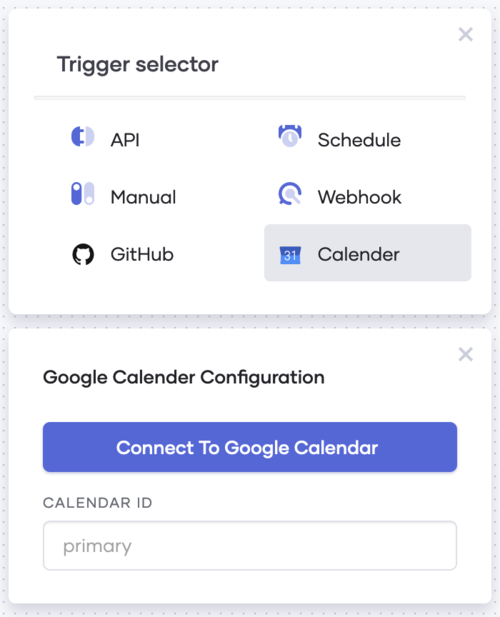 Trigger selector
API
Schedule
Manual
Webhook
GitHub
31 Calender
Google Calender Configuration
Connect To Google Calendar
CALENDAR ID
primary